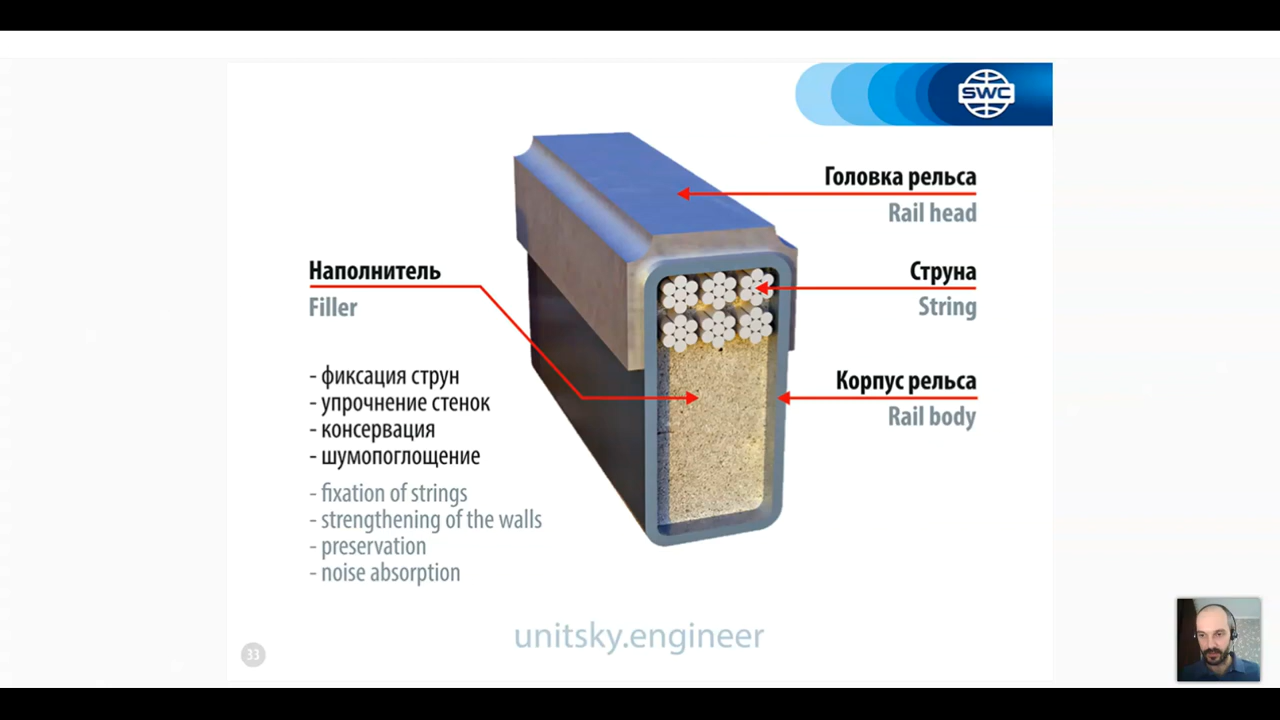 SWC
Головка рельса
Rail head
Наполнитель
Filler
Струна
String
Корпус рельса
Rail body
- фиксация струн
- упрочнение стенок
- консервация
- шумопоглощение
- fixation of strings
- strengthening of the walls
- preservation
- noise absorption
unitsky.engineer
33